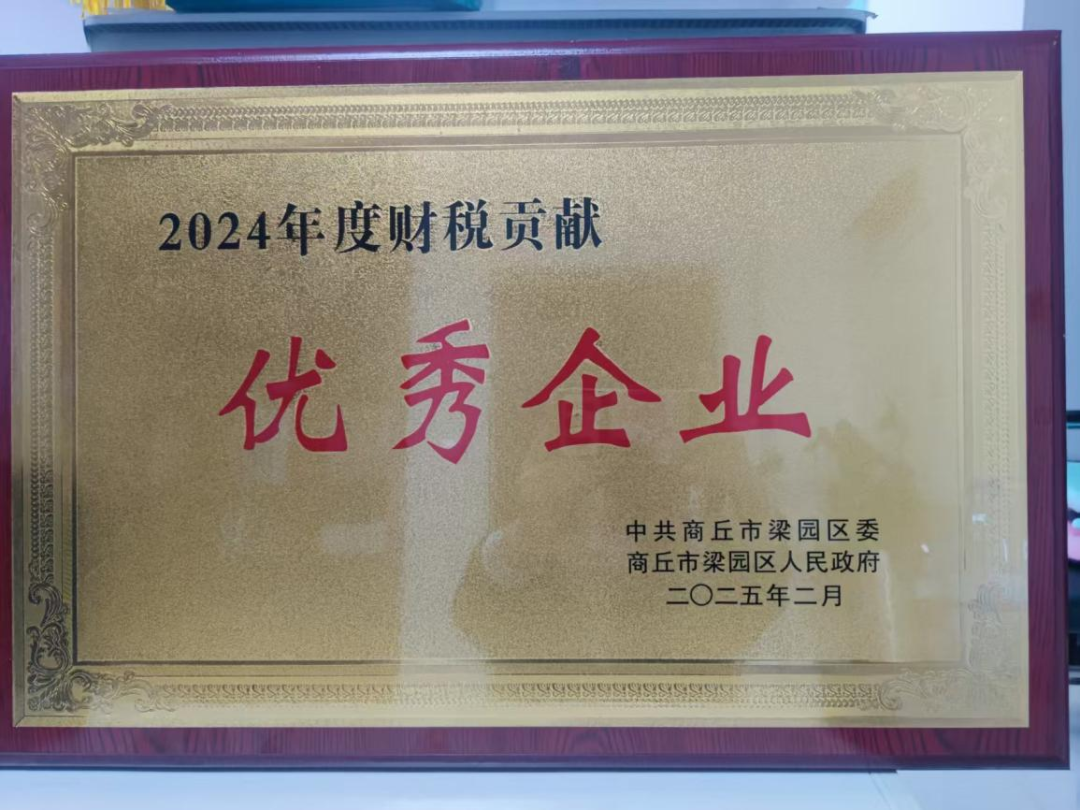 2024年度财税贡献
优秀企业
中共商丘市梁园区委
商丘市梁园区人民政府
二〇二五年二月